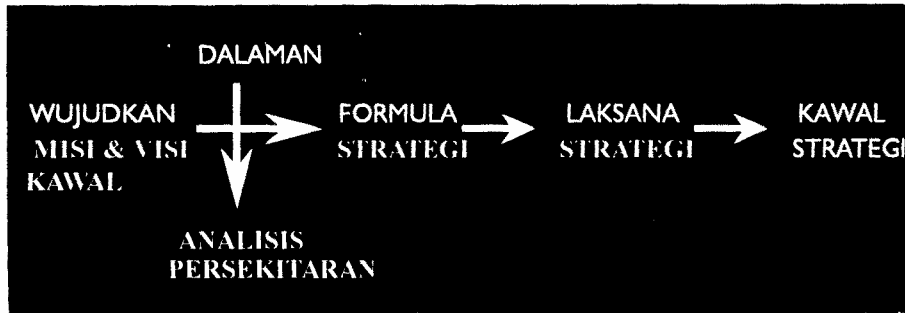 DALAMAN
WUJUDKAN
MISI & VISI
KAWAL
FORMULA
STRATEGI
LAKSANA
STRATEGI
KAWAL
STRATEGI
ANALISIS
PERSEKITARAN